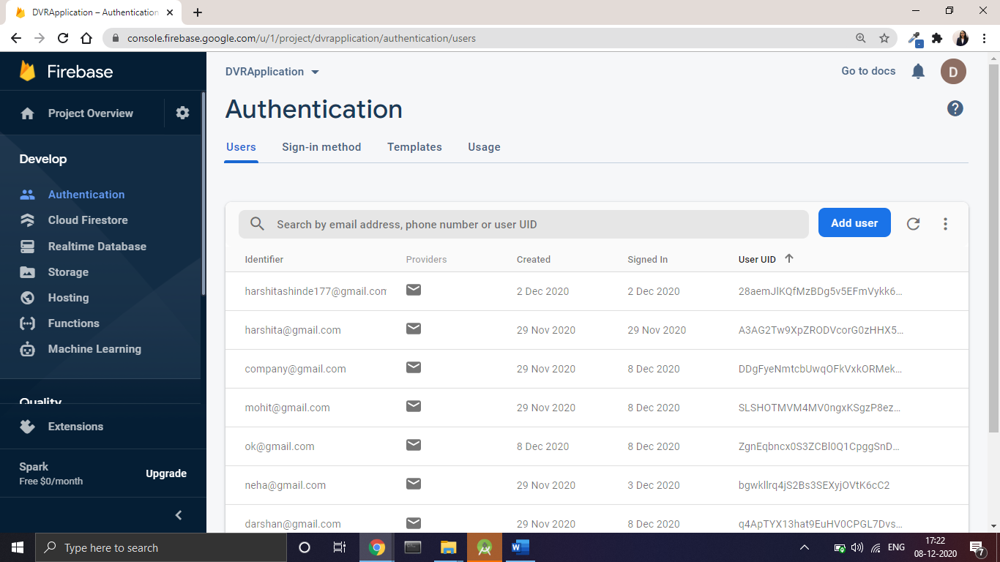 DVRApplication – Authentication
console.firebase.google.com/u/1/project/dvrapplication/authentication/users
Firebase
Project Overview
Develop
Authentication
Cloud Firestore
Realtime Database
Storage
Hosting
Functions
Machine Learning
Quality
Extensions
Spark
Free $0/month
Upgrade
DVRApplication
Go to docs
D
Authentication
?
Users Sign-in method Templates Usage
Search by email address, phone number or user UID
Add user
Identifier Providers Created Signed In User UID
harshitashinde177@gmail.com 2 Dec 2020 2 Dec 2020 28aemJlKQfMzBDg5v5EFmVykk6...
harshita@gmail.com 29 Nov 2020 29 Nov 2020 A3AG2Tw9XpZRODVcorG0zHHX5...
company@gmail.com 29 Nov 2020 8 Dec 2020 DDgFyeNmtcbUwqOFkVxkORMek...
mohit@gmail.com 29 Nov 2020 8 Dec 2020 SLSHOTMVM4MV0ngxKSgzP8ez...
ok@gmail.com 8 Dec 2020 8 Dec 2020 ZgnEqbncx0S3ZCBl0Q1CpggSnD...
neha@gmail.com 29 Nov 2020 3 Dec 2020 bgwkllrq4jS2Bs3SEXyjOVtK6cC2
darshan@gmail.com 29 Nov 2020 8 Dec 2020 q4ApTYX13hat9EuHV0CPGL7Dvs...
Type here to search
ENG
17:22
08-12-2020
7